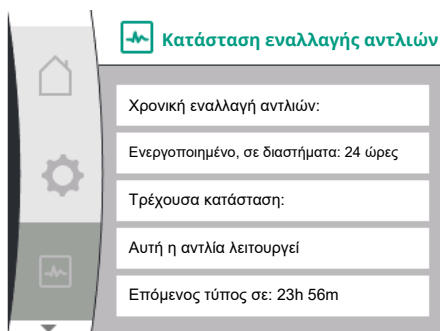 Κατάσταση εναλλαγής αντλιών
Χρονική εναλλαγή αντλιών:
Ενεργοποιημένο, σε διαστήματα: 24 ώρες
Τρέχουσα κατάσταση:
Αυτή η αντλία λειτουργεί
Επόμενος τύπος σε: 23h 56m